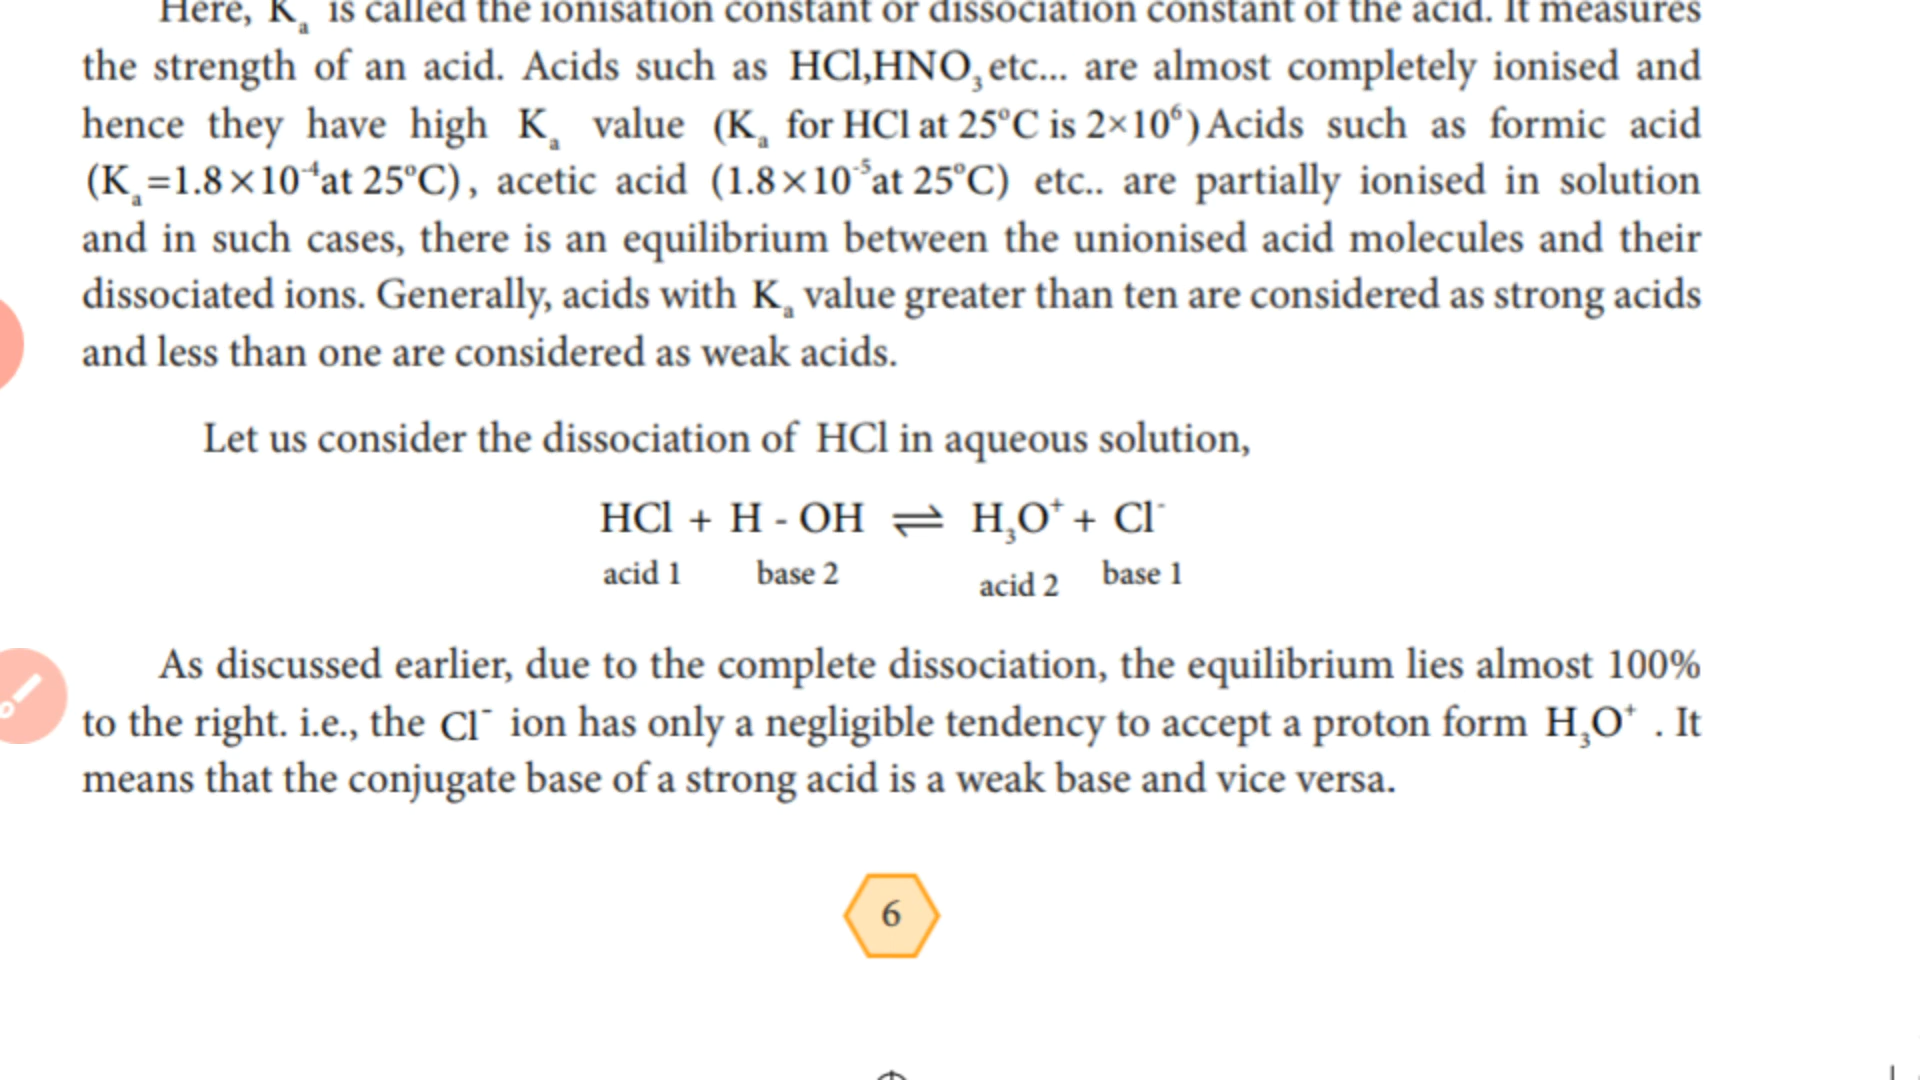 Here, Kₐ is called the ionisation constant or dissociation constant of the acid. It measures
the strength of an acid. Acids such as HCl,HNO₃etc... are almost completely ionised and
hence they have high Kₐ value (Kₐ for HCl at 25°C is 2×10⁶) Acids such as formic acid
(Kₐ=1.8×10⁻⁴at 25°C), acetic acid (1.8×10⁻⁵at 25°C) etc.. are partially ionised in solution
and in such cases, there is an equilibrium between the unionised acid molecules and their
dissociated ions. Generally, acids with Kₐ value greater than ten are considered as strong acids
and less than one are considered as weak acids.
Let us consider the dissociation of HCl in aqueous solution,
HCl + H - OH ⇌ H₃O⁺ + Cl⁻
acid 1 base 2 acid 2 base 1
As discussed earlier, due to the complete dissociation, the equilibrium lies almost 100%
to the right. i.e., the Cl⁻ ion has only a negligible tendency to accept a proton form H₃O⁺ . It
means that the conjugate base of a strong acid is a weak base and vice versa.
6